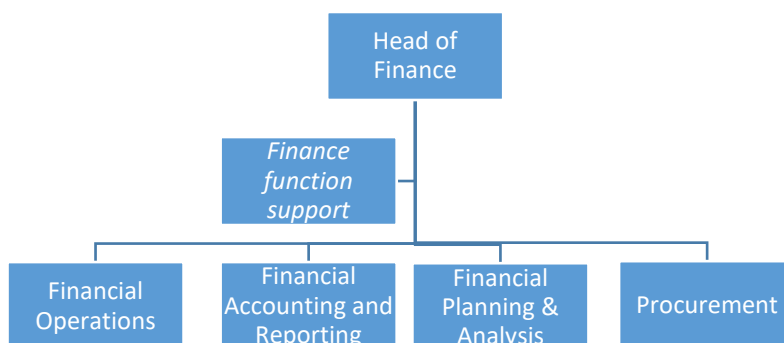 Head of
Finance
Finance
function
support
Financial
Operations
Financial
Accounting and
Reporting
Financial
Planning &
Analysis
Procurement